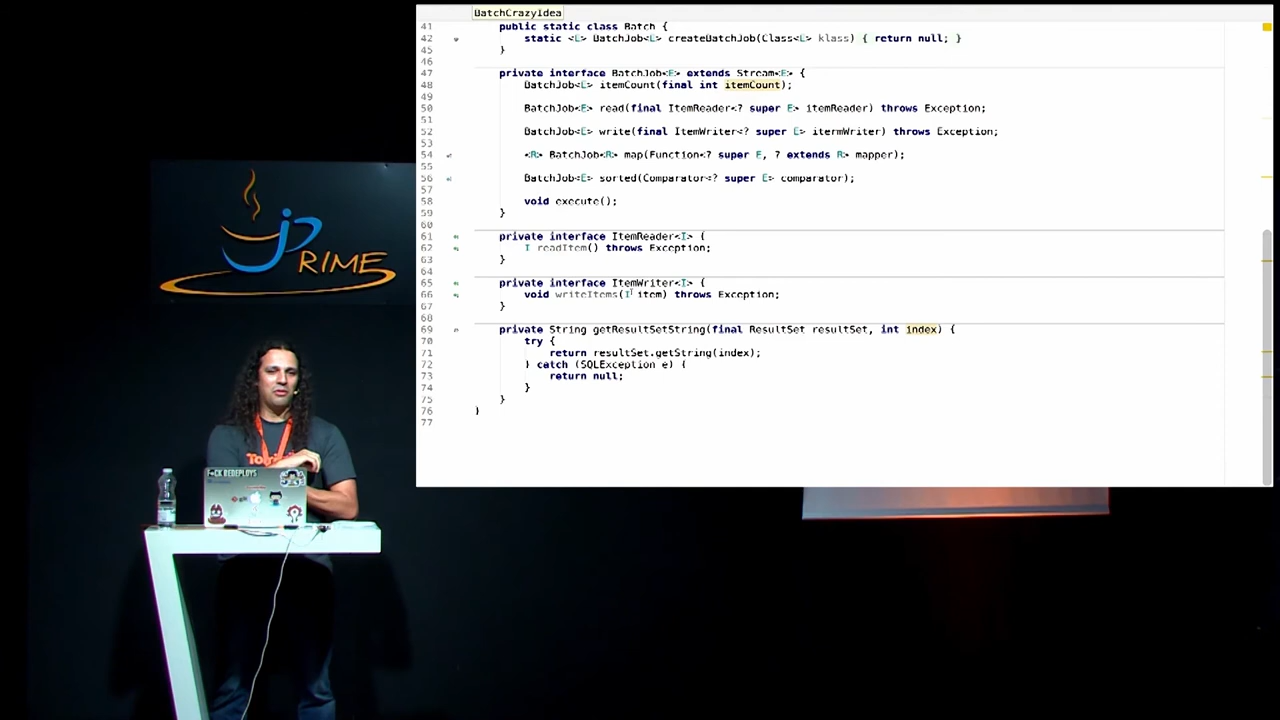 BatchCrazyIdea
41 public static class Batch {
42 static <E> BatchJob<E> createBatchJob(Class<E> klass) { return null; }
45 }
46
47 private interface BatchJob<E> extends Stream<E> {
48 BatchJob<E> itemCount(final int itemCount);
49
50 BatchJob<E> read(final ItemReader<? super E> itemReader) throws Exception;
51
52 BatchJob<E> write(final ItemWriter<? super E> itermWriter) throws Exception;
53
54 <R> BatchJob<R> map(Function<? super E, ? extends R> mapper);
55
56 BatchJob<E> sorted(Comparator<? super E> comparator);
57
58 void execute();
59 }
60
61 private interface ItemReader<I> {
62 I readItem() throws Exception;
63 }
64
65 private interface ItemWriter<I> {
66 void writeItems(I item) throws Exception;
67 }
68
69 private String getResultSetString(final ResultSet resultSet, int index) {
70 try {
71 return resultSet.getString(index);
72 } catch (SQLException e) {
73 return null;
74 }
75 }
76 }
77
jPRIME
F*CK REDEPLOYS